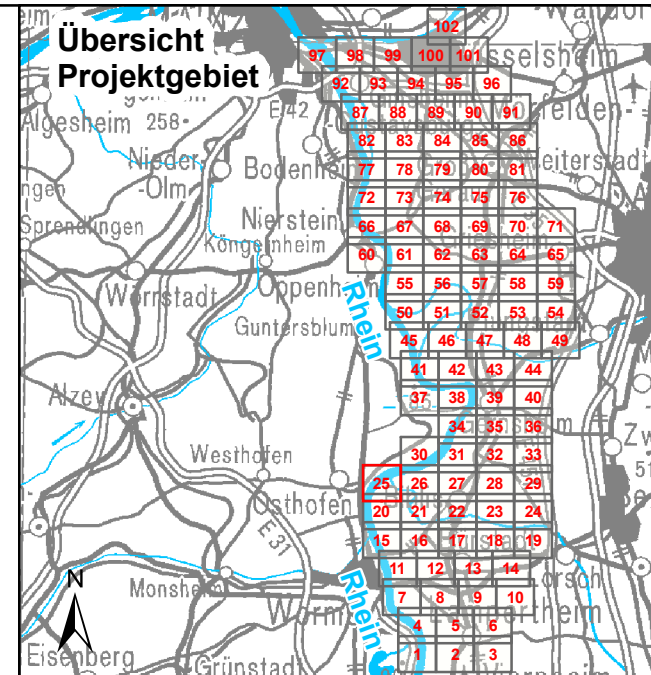 Übersicht
Projektgebiet
102
97 98 99 100 101
sselsheim
92 93 94 95 96
E 42
87 88 89 90 91
Algesheim 258
82 83 84 85 86
Nieder
-Olm
Bodenheim
77 78 79 80 81
72 73 74 75 76
Sprendlingen
Nierstein
66 67 68 69 70 71
Köngernheim
60 61 62 63 64 65
Wörrstadt
Oppenh
55 56 57 58 59
Rhein
50 51 52 53 54
Guntersblum
45 46 47 48 49
41 42 43 44
Alzey
37 38 39 40
34 35 36
Westhofen
30 31 32 33
25 26 27 28 29
Osthofen
20 21 22 23 24
E 31
15 16 17 18 19
11 12 13 14
N
Monsheim
Rhein
Worms
7 8 9 10
4 5 6
Eisenberg
Grünstadt
1 2 3